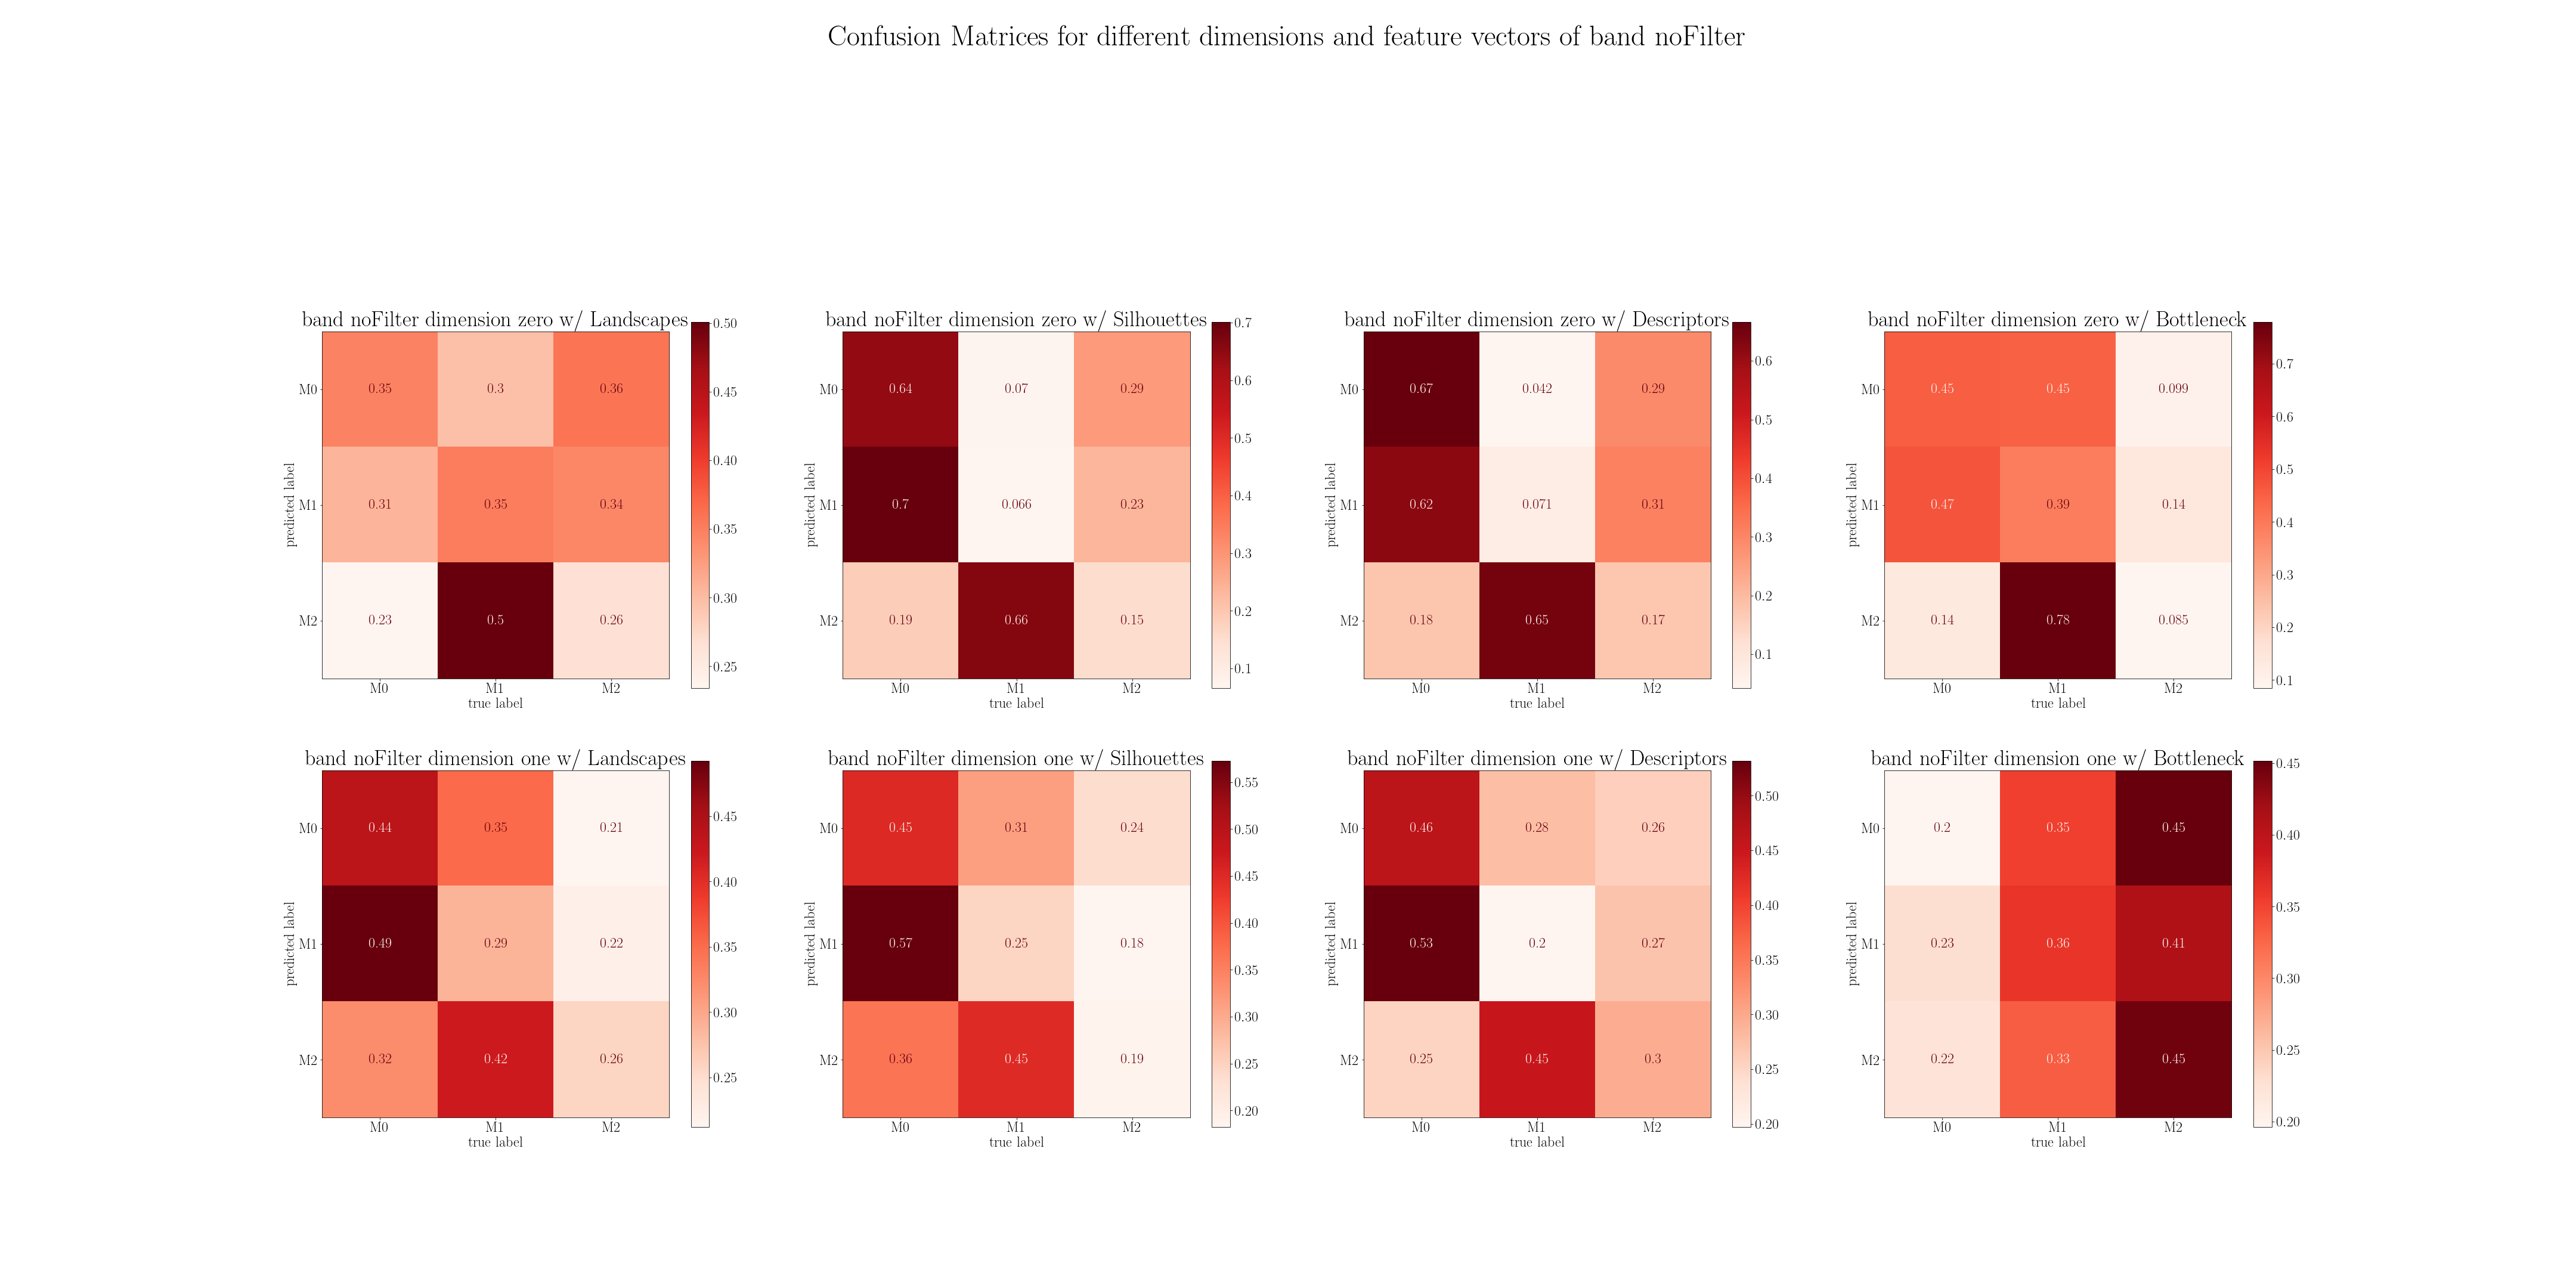 Confusion Matrices for different dimensions and feature vectors of band noFilter
band noFilter dimension zero w/ Landscapes
predicted label
M0 0.35 0.3 0.36
M1 0.31 0.35 0.34
M2 0.23 0.5 0.26
M0 M1 M2
true label
0.50
0.45
0.40
0.35
0.30
0.25
band noFilter dimension zero w/ Silhouettes
predicted label
M0 0.64 0.07 0.29
M1 0.7 0.066 0.23
M2 0.19 0.66 0.15
M0 M1 M2
true label
0.7
0.6
0.5
0.4
0.3
0.2
0.1
band noFilter dimension zero w/ Descriptors
predicted label
M0 0.67 0.042 0.29
M1 0.62 0.071 0.31
M2 0.18 0.65 0.17
M0 M1 M2
true label
0.6
0.5
0.4
0.3
0.2
0.1
band noFilter dimension zero w/ Bottleneck
predicted label
M0 0.45 0.45 0.099
M1 0.47 0.39 0.14
M2 0.14 0.78 0.085
M0 M1 M2
true label
0.7
0.6
0.5
0.4
0.3
0.2
0.1
band noFilter dimension one w/ Landscapes
predicted label
M0 0.44 0.35 0.21
M1 0.49 0.29 0.22
M2 0.32 0.42 0.26
M0 M1 M2
true label
0.45
0.40
0.35
0.30
0.25
band noFilter dimension one w/ Silhouettes
predicted label
M0 0.45 0.31 0.24
M1 0.57 0.25 0.18
M2 0.36 0.45 0.19
M0 M1 M2
true label
0.55
0.50
0.45
0.40
0.35
0.30
0.25
0.20
band noFilter dimension one w/ Descriptors
predicted label
M0 0.46 0.28 0.26
M1 0.53 0.2 0.27
M2 0.25 0.45 0.3
M0 M1 M2
true label
0.50
0.45
0.40
0.35
0.30
0.25
0.20
band noFilter dimension one w/ Bottleneck
predicted label
M0 0.2 0.35 0.45
M1 0.23 0.36 0.41
M2 0.22 0.33 0.45
M0 M1 M2
true label
0.45
0.40
0.35
0.30
0.25
0.20